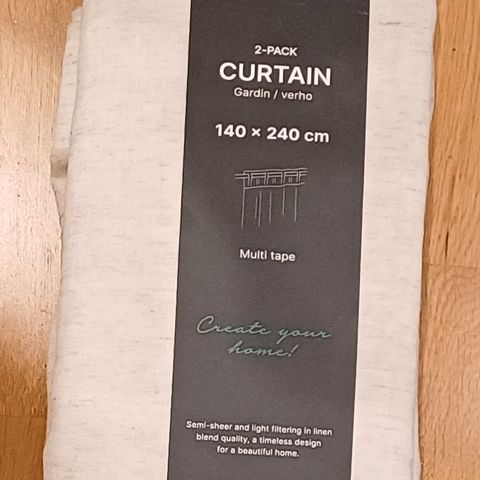 2-PACK
CURTAIN
Gardin / verho
140 × 240 cm
Multi tape
Create your
home!
Semi-sheer and light filtering in linen
blend quality, a timeless design
for a beautiful home.